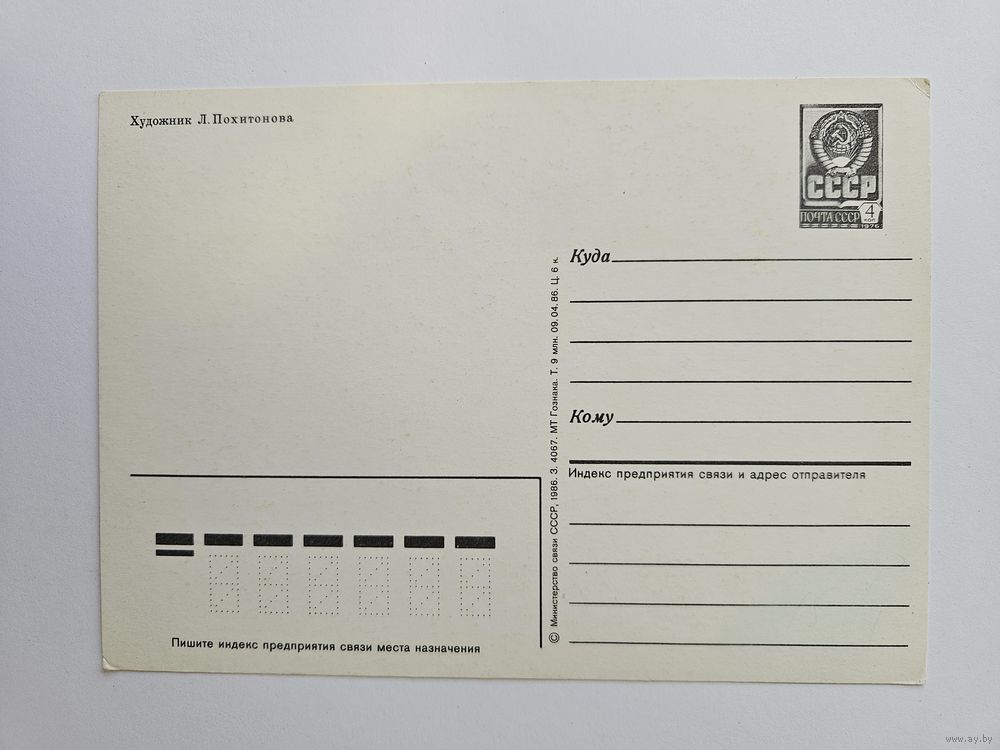 Художник Л. Похитонова
СССР
ПОЧТА СССР
4
КОП
1976
Куда
Кому
Индекс предприятия связи и адрес отправителя
© Министерство связи СССР, 1986. З. 4067. МТ Гознака. Т. 9 млн. 09.04.86. Ц. 6 к.
Пишите индекс предприятия связи места назначения
www.ay.by